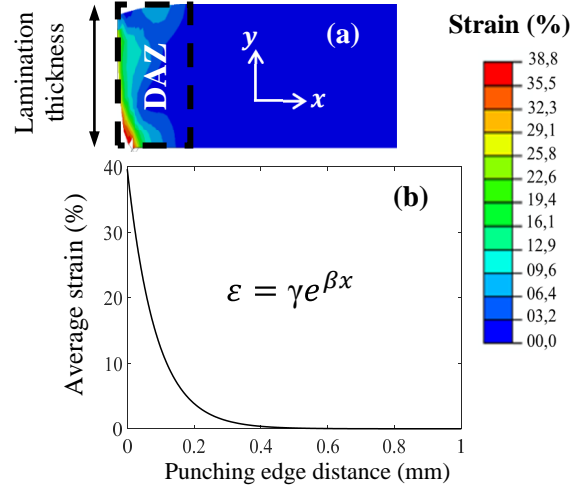 Strain (%)
(a)
Lamination
thickness
DAZ
y
x
38,8
35,5
32,3
29,1
25,8
22,6
19,4
16,1
12,9
09,6
06,4
03,2
00,0
(b)
40
30
20
10
0
Average strain (%)
ε = γe^{βx}
0
0.2
0.4
0.6
0.8
1
Punching edge distance (mm)